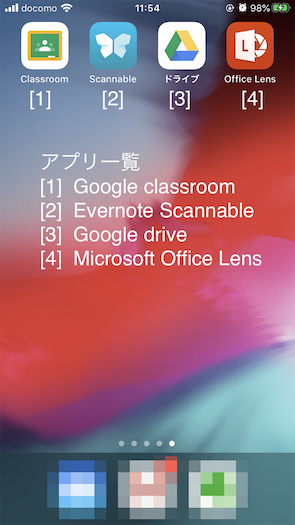 docomo 11:54 98%
Classroom Scannable ドライブ Office Lens
[1] [2] [3] [4]
アプリ一覧
[1] Google classroom
[2] Evernote Scannable
[3] Google drive
[4] Microsoft Office Lens